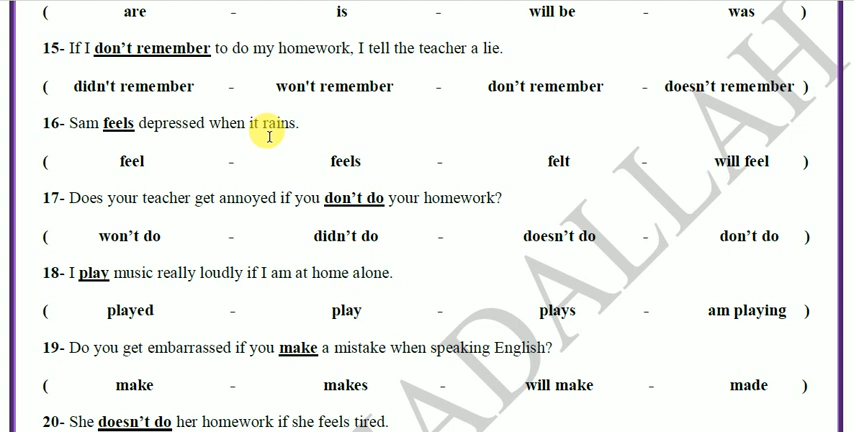 ( are - is - will be - was )
15- If I don’t remember to do my homework, I tell the teacher a lie.
( didn't remember - won't remember - don’t remember - doesn’t remember )
16- Sam feels depressed when it rains.
( feel - feels - felt - will feel )
17- Does your teacher get annoyed if you don’t do your homework?
( won’t do - didn’t do - doesn’t do - don’t do )
18- I play music really loudly if I am at home alone.
( played - play - plays - am playing )
19- Do you get embarrassed if you make a mistake when speaking English?
( make - makes - will make - made )
20- She doesn’t do her homework if she feels tired.
ADALLAH